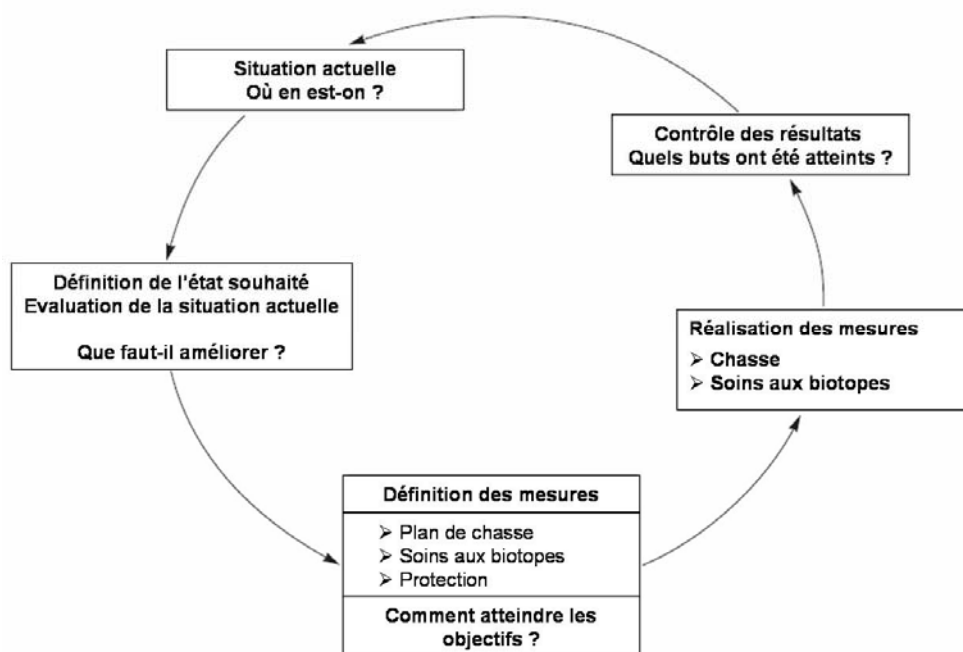 Situation actuelle
Où en est-on ?
Contrôle des résultats
Quels buts ont été atteints ?
Définition de l'état souhaité
Evaluation de la situation actuelle
Que faut-il améliorer ?
Réalisation des mesures
➢ Chasse
➢ Soins aux biotopes
Définition des mesures
➢ Plan de chasse
➢ Soins aux biotopes
➢ Protection
Comment atteindre les
objectifs ?